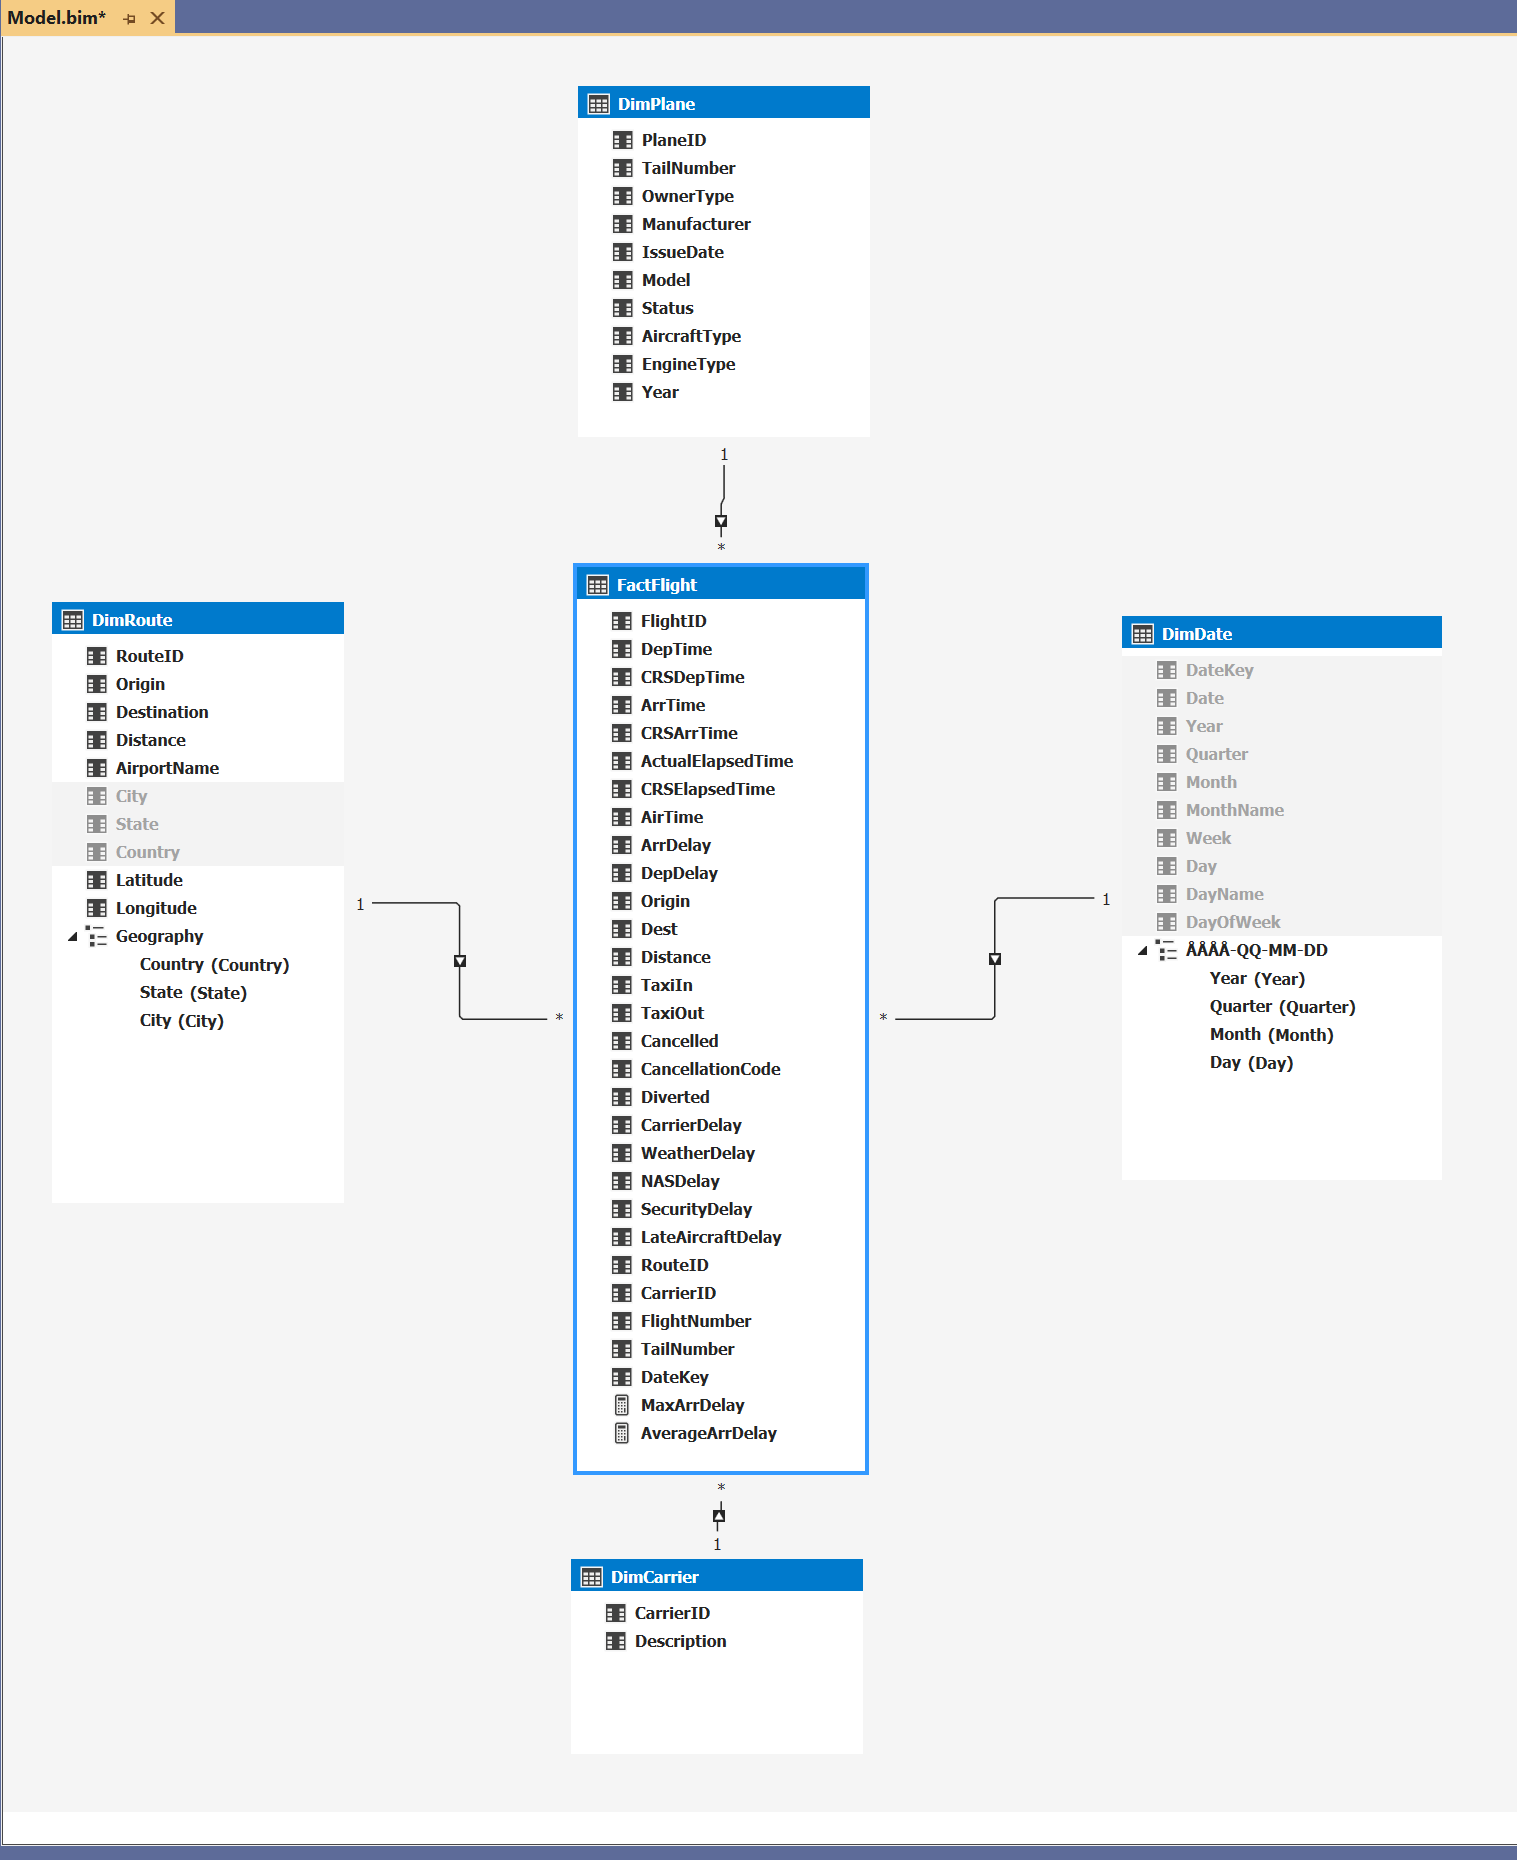 Model.bim*
DimPlane
PlaneID
TailNumber
OwnerType
Manufacturer
IssueDate
Model
Status
AircraftType
EngineType
Year
1
*
DimRoute
RouteID
Origin
Destination
Distance
AirportName
City
State
Country
Latitude
Longitude
Geography
Country (Country)
State (State)
City (City)
1
*
FactFlight
FlightID
DepTime
CRSDepTime
ArrTime
CRSArrTime
ActualElapsedTime
CRSElapsedTime
AirTime
ArrDelay
DepDelay
Origin
Dest
Distance
TaxiIn
TaxiOut
Cancelled
CancellationCode
Diverted
CarrierDelay
WeatherDelay
NASDelay
SecurityDelay
LateAircraftDelay
RouteID
CarrierID
FlightNumber
TailNumber
DateKey
MaxArrDelay
AverageArrDelay
DimDate
DateKey
Date
Year
Quarter
Month
MonthName
Week
Day
DayName
DayOfWeek
ÅÅÅÅ-QQ-MM-DD
Year (Year)
Quarter (Quarter)
Month (Month)
Day (Day)
1
*
*
1
DimCarrier
CarrierID
Description